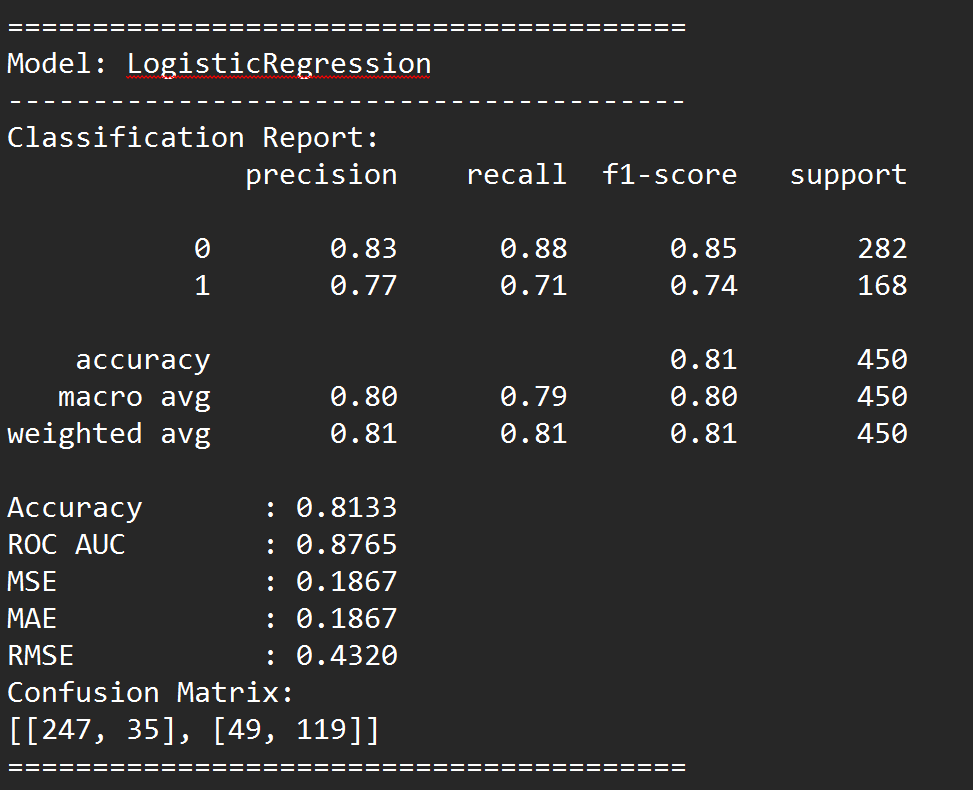 ========================================
Model: LogisticRegression
----------------------------------------
Classification Report:
              precision    recall  f1-score   support

           0       0.83      0.88      0.85       282
           1       0.77      0.71      0.74       168

    accuracy                           0.81       450
   macro avg       0.80      0.79      0.80       450
weighted avg       0.81      0.81      0.81       450

Accuracy       : 0.8133
ROC AUC        : 0.8765
MSE            : 0.1867
MAE            : 0.1867
RMSE           : 0.4320
Confusion Matrix:
[[247, 35], [49, 119]]
========================================